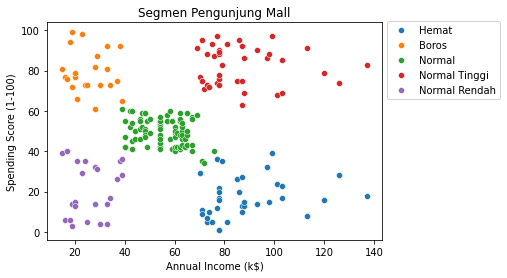 Segmen Pengunjung Mall
Hemat
Boros
Normal
Normal Tinggi
Normal Rendah
Spending Score (1-100)
100
80
60
40
20
0
20
40
60
80
100
120
140
Annual Income (k$)